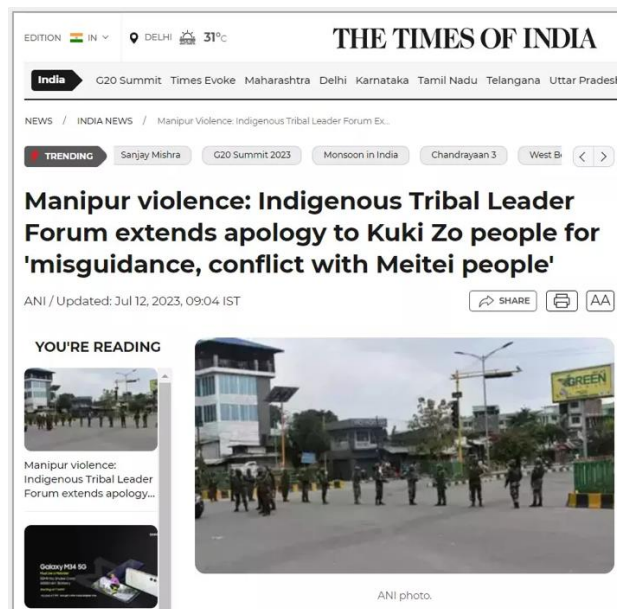 EDITION IN DELHI 31°C THE TIMES OF INDIA
India G20 Summit Times Evoke Maharashtra Delhi Karnataka Tamil Nadu Telangana Uttar Pradesh
NEWS / INDIA NEWS / Manipur Violence: Indigenous Tribal Leader Forum Ex...
TRENDING Sanjay Mishra G20 Summit 2023 Monsoon in India Chandrayaan 3 West B
Manipur violence: Indigenous Tribal Leader
Forum extends apology to Kuki Zo people for
'misguidance, conflict with Meitei people'
ANI / Updated: Jul 12, 2023, 09:04 IST SHARE AA
YOU'RE READING
GREEN
Manipur violence:
Indigenous Tribal Leader
Forum extends apology...
Galaxy M34 5G
ANI photo.